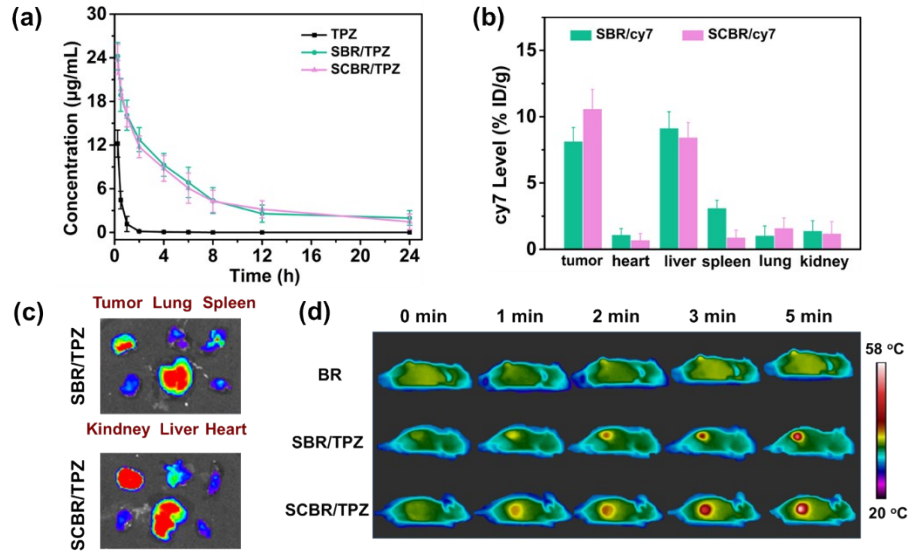 (a)
Concentration (µg/mL)
30
24
18
12
6
0
TPZ
SBR/TPZ
SCBR/TPZ
0 4 8 12 16 20 24
Time (h)
(b)
cy7 Level (% ID/g)
15
10
5
0
SBR/cy7 SCBR/cy7
tumor heart liver spleen lung kidney
(c)
Tumor Lung Spleen
SBR/TPZ
Kindney Liver Heart
SCBR/TPZ
(d)
0 min 1 min 2 min 3 min 5 min
BR
SBR/TPZ
SCBR/TPZ
58 °C
20 °C